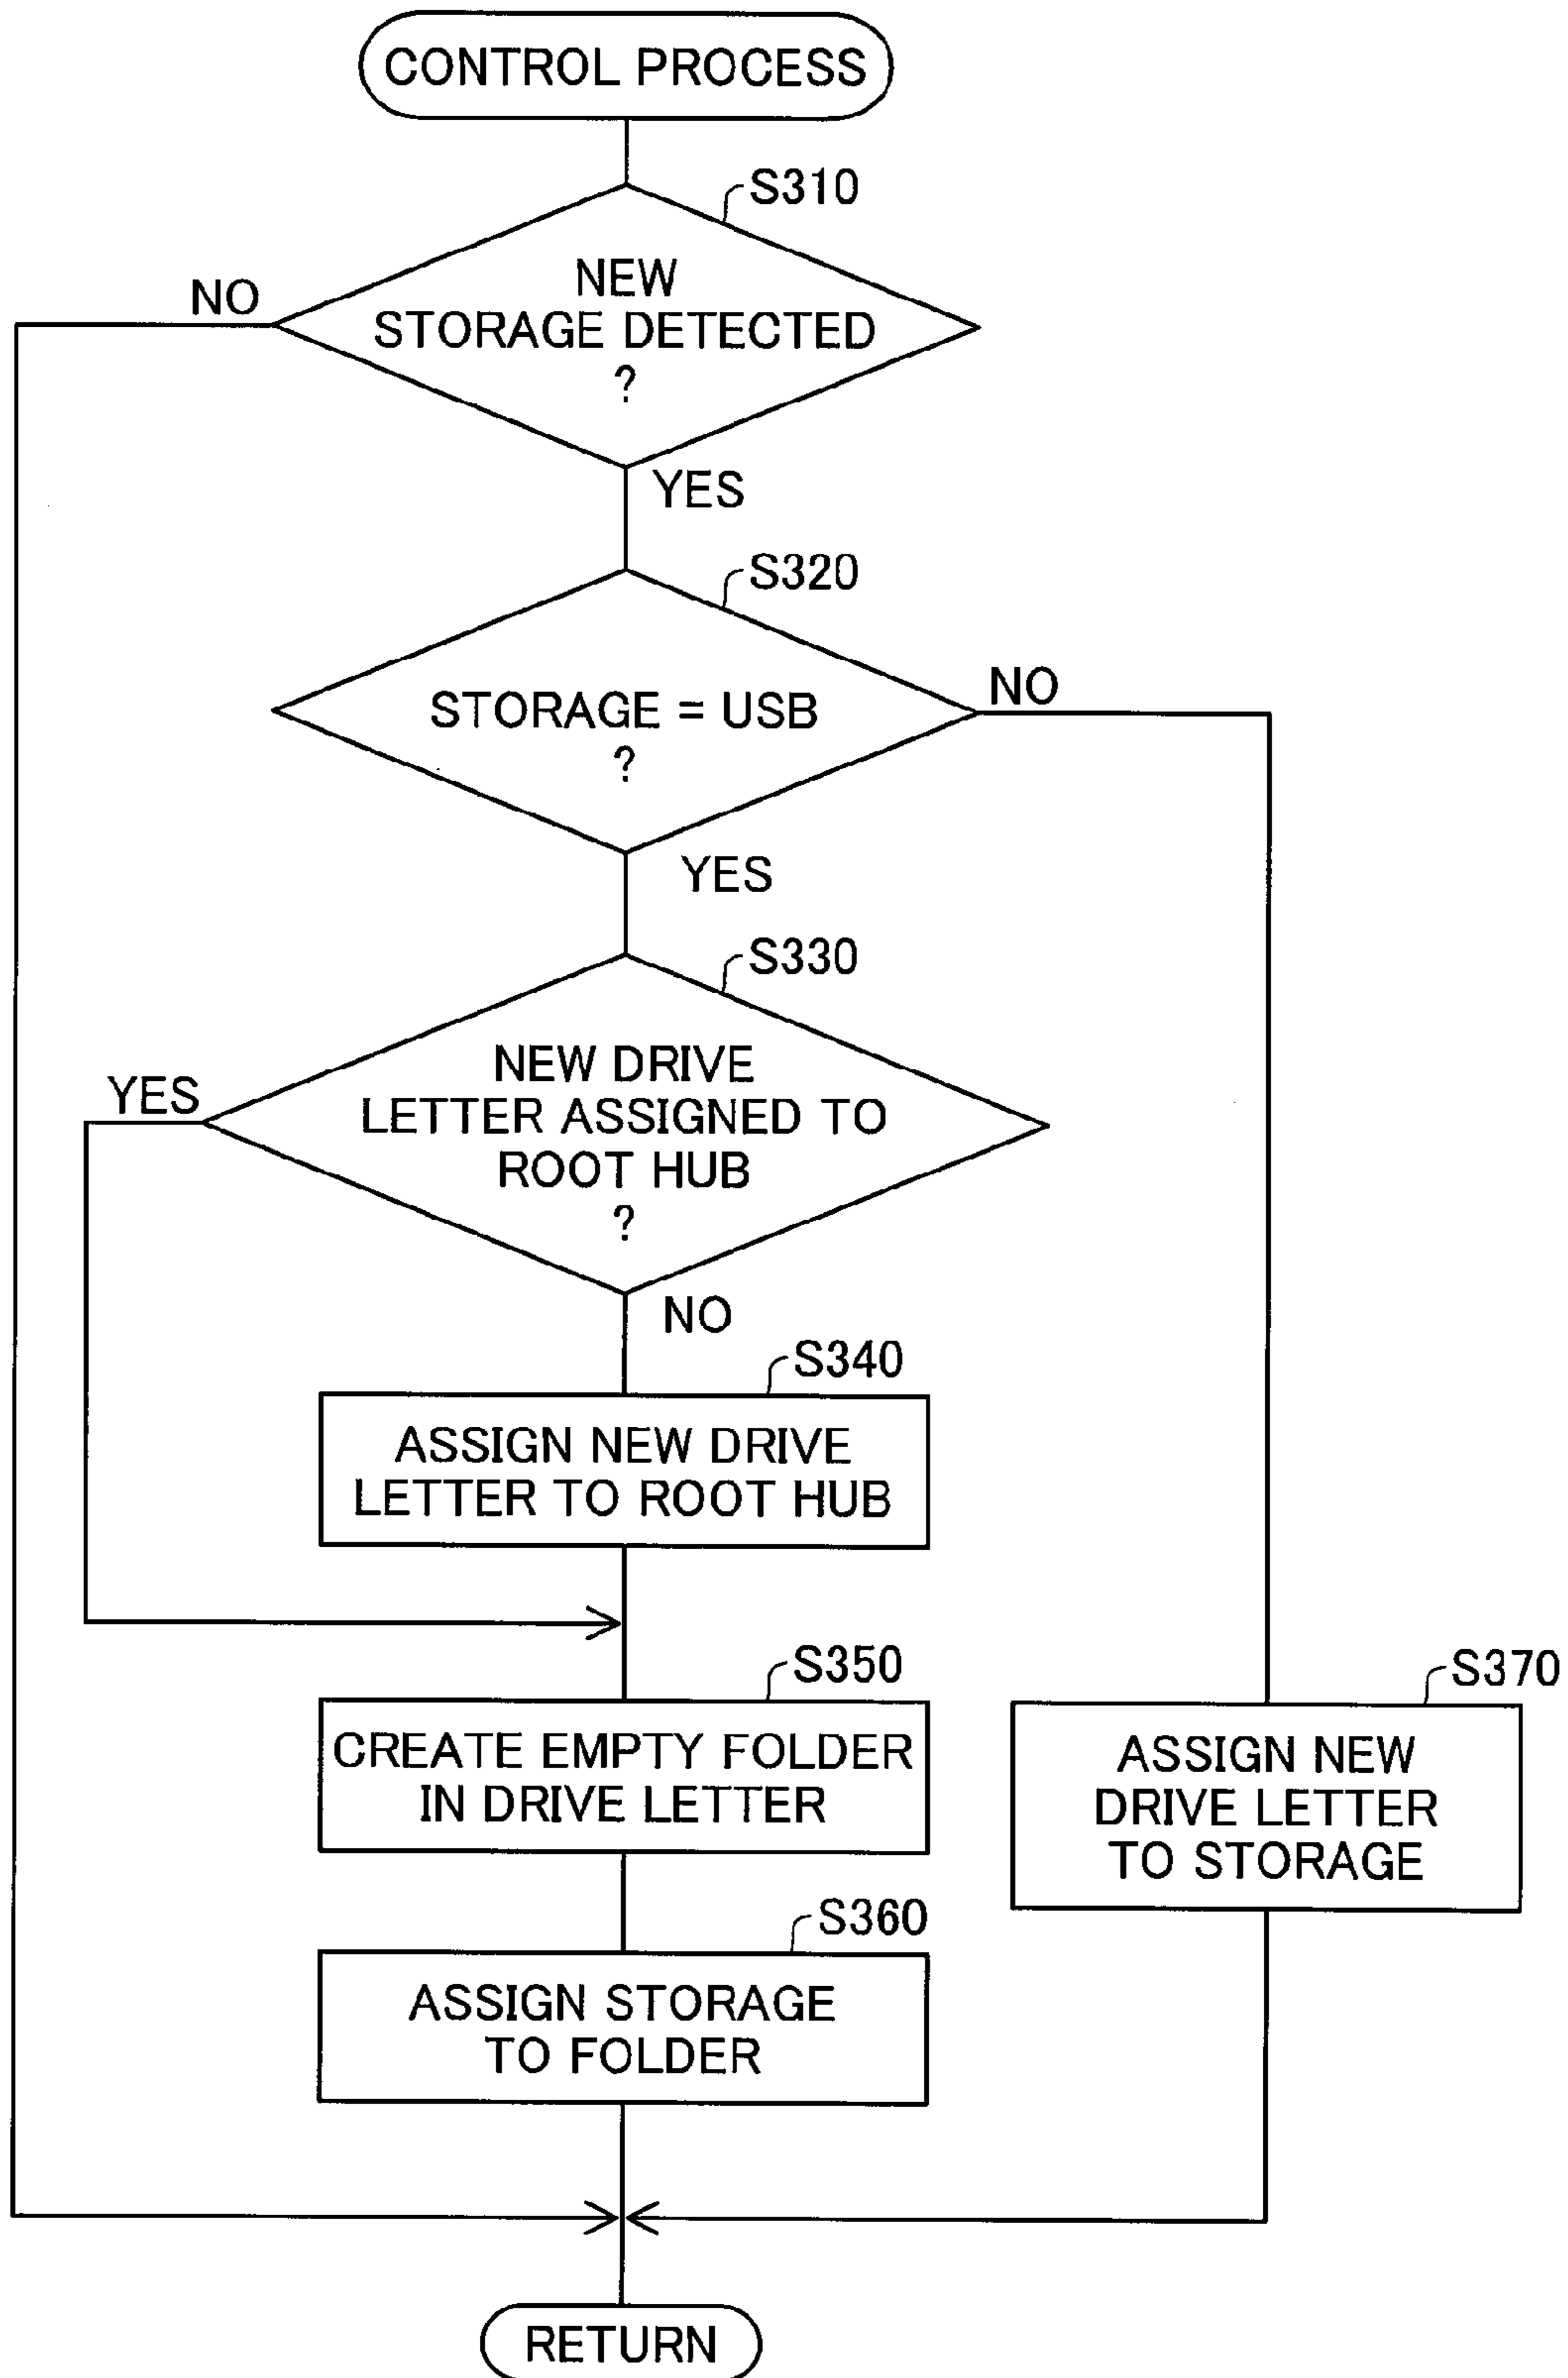 CONTROL PROCESS
S310
NEW
STORAGE DETECTED
?
NO
YES
S320
STORAGE = USB
?
NO
YES
S330
NEW DRIVE
LETTER ASSIGNED TO
ROOT HUB
?
YES
NO
S340
ASSIGN NEW DRIVE
LETTER TO ROOT HUB
S350
CREATE EMPTY FOLDER
IN DRIVE LETTER
S370
ASSIGN NEW
DRIVE LETTER
TO STORAGE
S360
ASSIGN STORAGE
TO FOLDER
RETURN